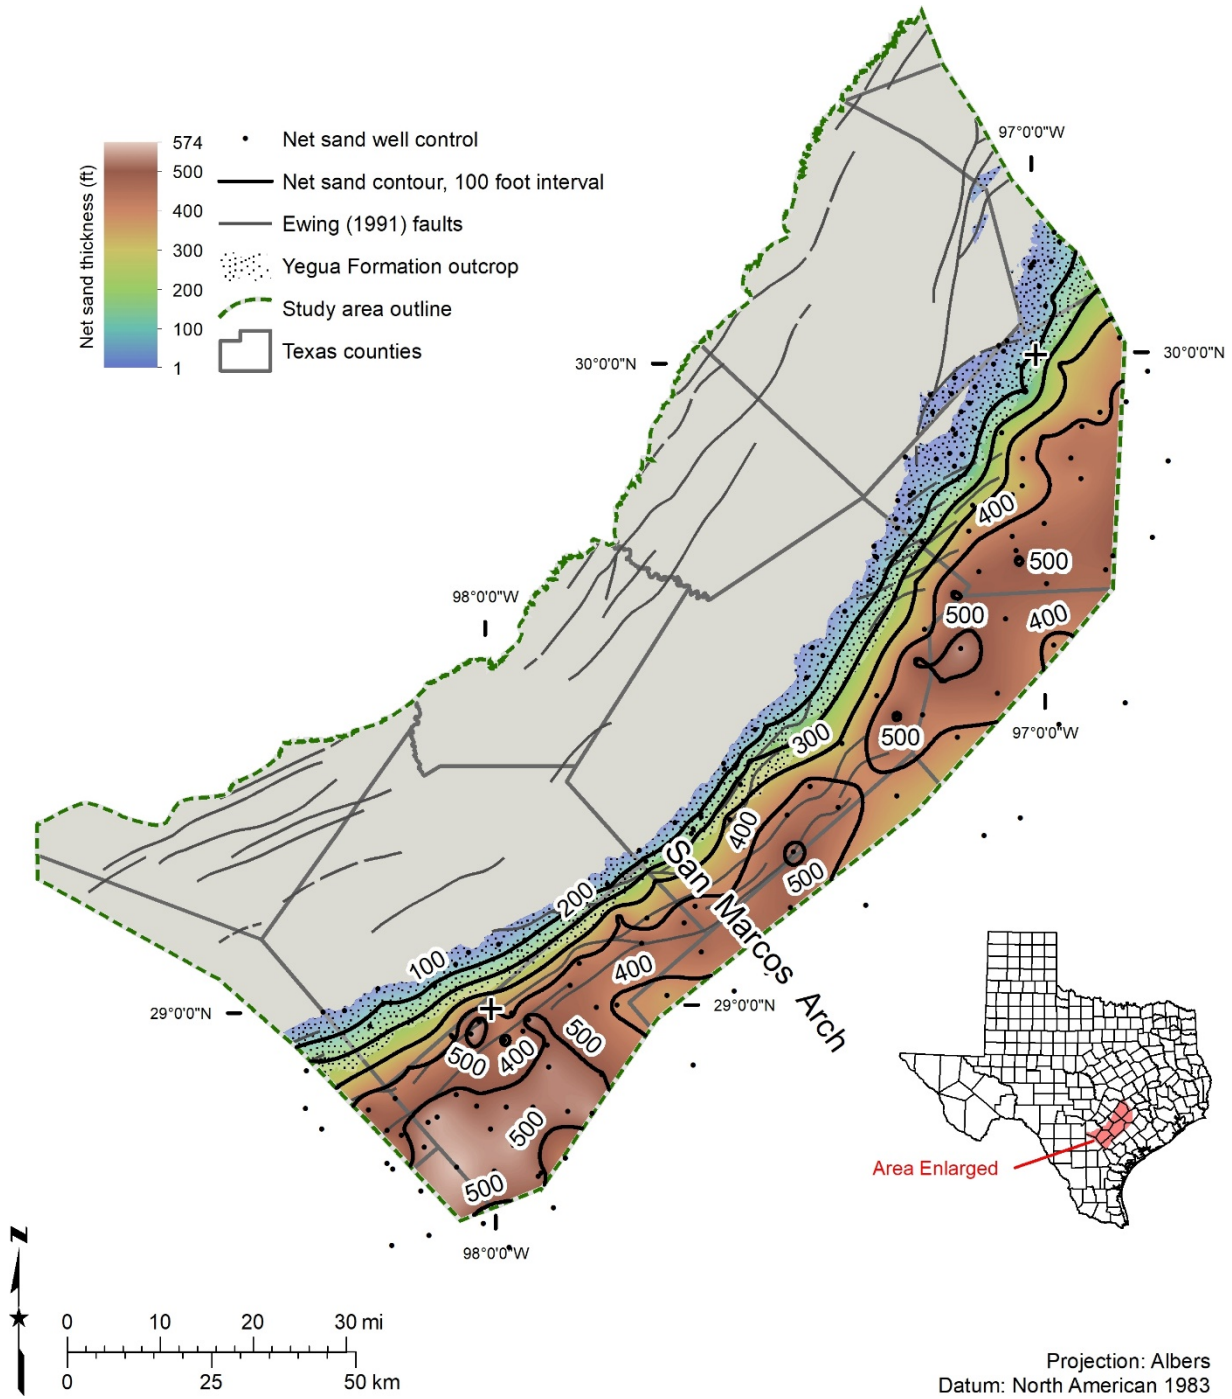 97°0'0"W
Net sand thickness (ft)
574
500
400
300
200
100
1
Net sand well control
Net sand contour, 100 foot interval
Ewing (1991) faults
Yegua Formation outcrop
Study area outline
Texas counties
30°0'0"N
30°0'0"N
400
500
98°0'0"W
500
400
97°0'0"W
300
500
400
500
San Marcos Arch
200
100
400
29°0'0"N
29°0'0"N
500
400
500
500
500
98°0'0"W
Area Enlarged
N
0 10 20 30 mi
0 25 50 km
Projection: Albers
Datum: North American 1983